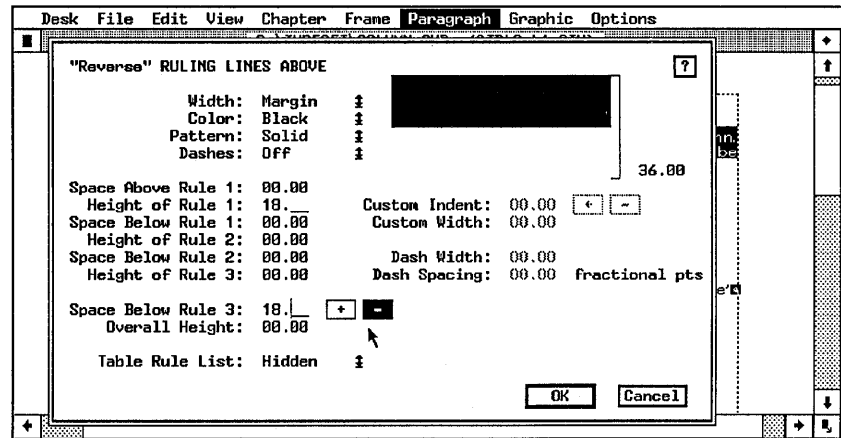 Desk File Edit View Chapter Frame Paragraph Graphic Options
"Reverse" RULING LINES ABOVE ?
Width: Margin
Color: Black
Pattern: Solid
Dashes: Off
36.00
Space Above Rule 1: 00.00
Height of Rule 1: 18.__ Custom Indent: 00.00 + ~
Space Below Rule 1: 00.00 Custom Width: 00.00
Height of Rule 2: 00.00
Space Below Rule 2: 00.00 Dash Width: 00.00
Height of Rule 3: 00.00 Dash Spacing: 00.00 fractional pts
Space Below Rule 3: 18.__ + -
Overall Height: 00.00
Table Rule List: Hidden
OK Cancel